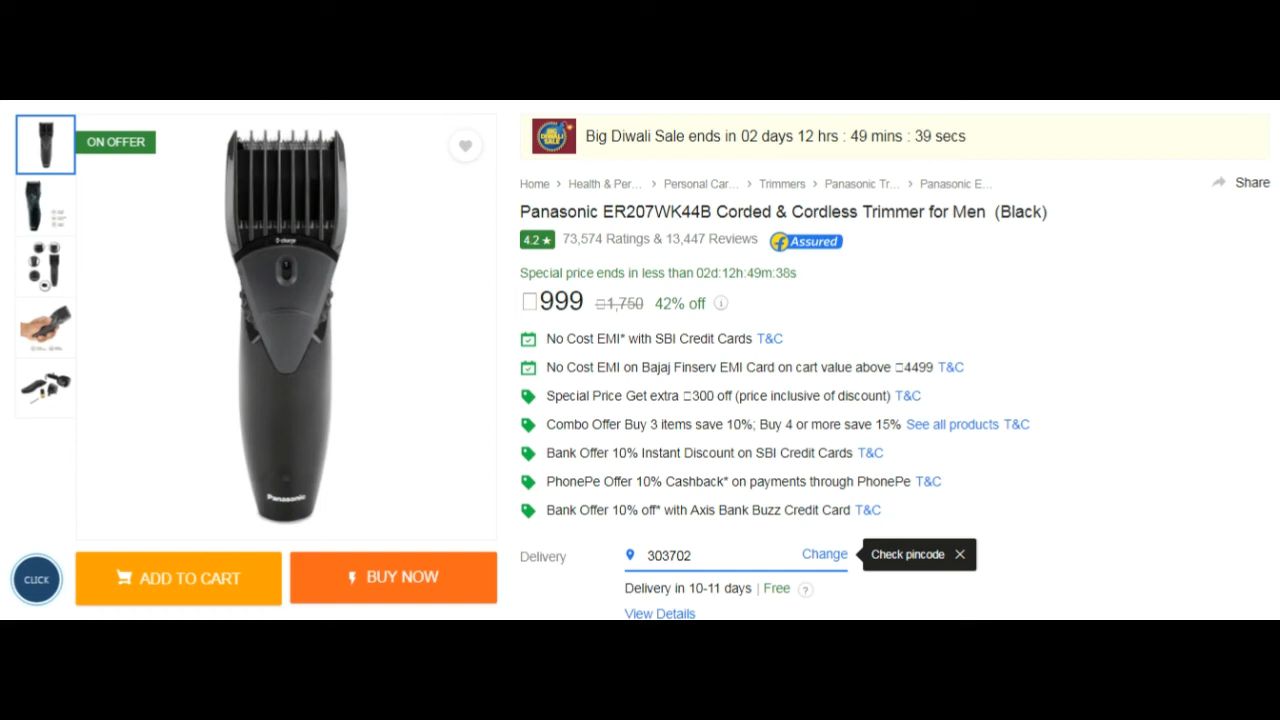 ON OFFER
D-charge
Panasonic
CLICK
ADD TO CART
BUY NOW
BIG DIWALI SALE
Big Diwali Sale ends in 02 days 12 hrs : 49 mins : 39 secs
Home > Health & Per... > Personal Car... > Trimmers > Panasonic Tr... > Panasonic E...
Share
Panasonic ER207WK44B Corded & Cordless Trimmer for Men (Black)
4.2 ★ 73,574 Ratings & 13,447 Reviews f Assured
Special price ends in less than 02d:12h:49m:38s
□999 □1,750 42% off i
No Cost EMI* with SBI Credit Cards T&C
No Cost EMI on Bajaj Finserv EMI Card on cart value above □4499 T&C
Special Price Get extra □300 off (price inclusive of discount) T&C
Combo Offer Buy 3 items save 10%; Buy 4 or more save 15% See all products T&C
Bank Offer 10% Instant Discount on SBI Credit Cards T&C
PhonePe Offer 10% Cashback* on payments through PhonePe T&C
Bank Offer 10% off* with Axis Bank Buzz Credit Card T&C
Delivery 303702 Change Check pincode ×
Delivery in 10-11 days | Free ?
View Details